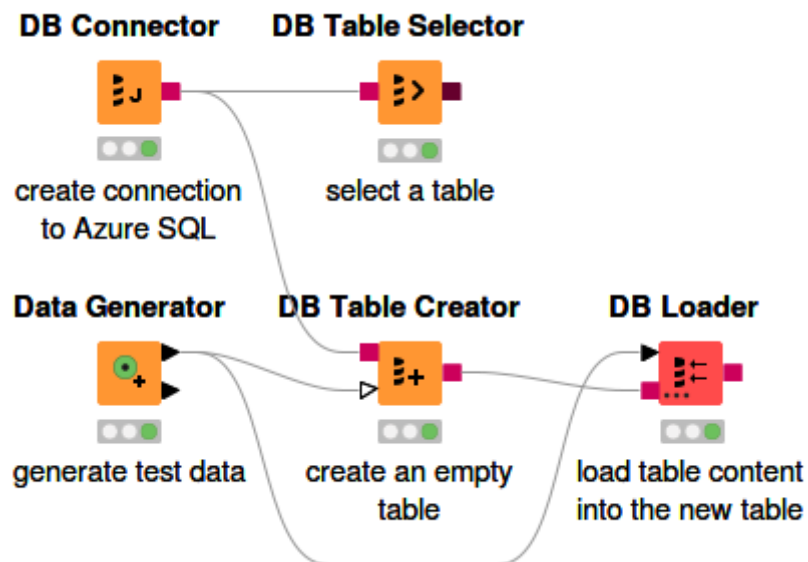 DB Connector
DB Table Selector
create connection
to Azure SQL
select a table
Data Generator
DB Table Creator
DB Loader
generate test data
create an empty
table
load table content
into the new table